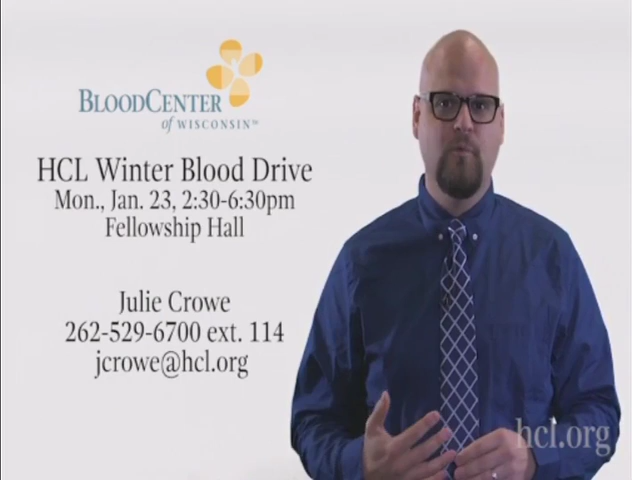 BLOODCENTER
of WISCONSIN™
HCL Winter Blood Drive
Mon., Jan. 23, 2:30-6:30pm
Fellowship Hall
Julie Crowe
262-529-6700 ext. 114
jcrowe@hcl.org
hcl.org